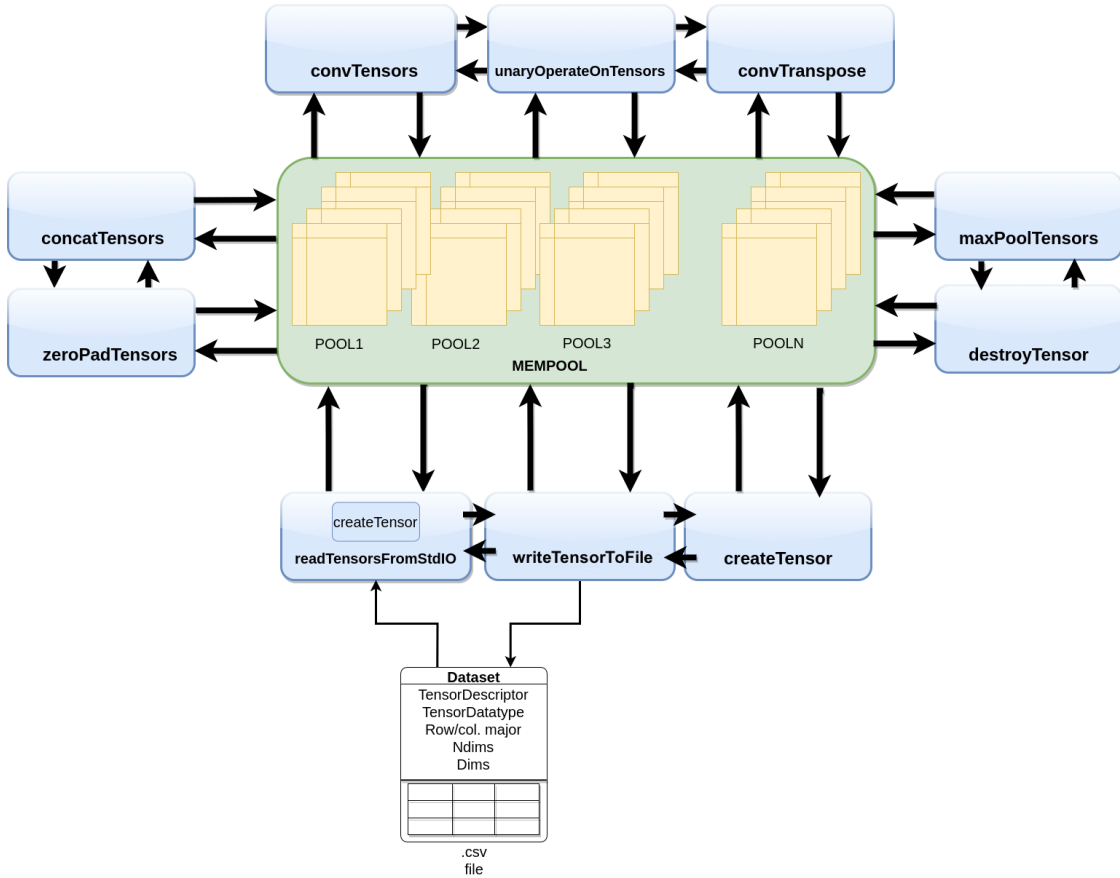 convTensors
unaryOperateOnTensors
convTranspose
concatTensors
maxPoolTensors
zeroPadTensors
destroyTensor
POOL1
POOL2
POOL3
POOLN
MEMPOOL
createTensor
readTensorsFromStdIO
writeTensorToFile
createTensor
Dataset
TensorDescriptor
TensorDatatype
Row/col. major
Ndims
Dims
.csv
file